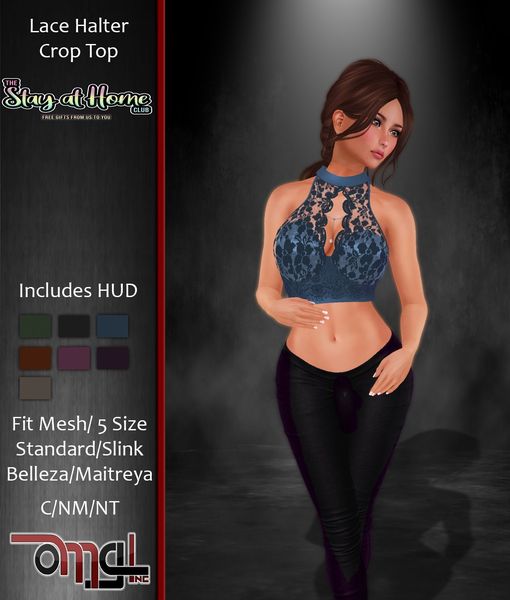 Lace Halter
Crop Top
THE
Stay at Home
CLUB
FREE GIFTS FROM US TO YOU
Includes HUD
Fit Mesh/ 5 Size
Standard/Slink
Belleza/Maitreya
C/NM/NT
OMGL
INC